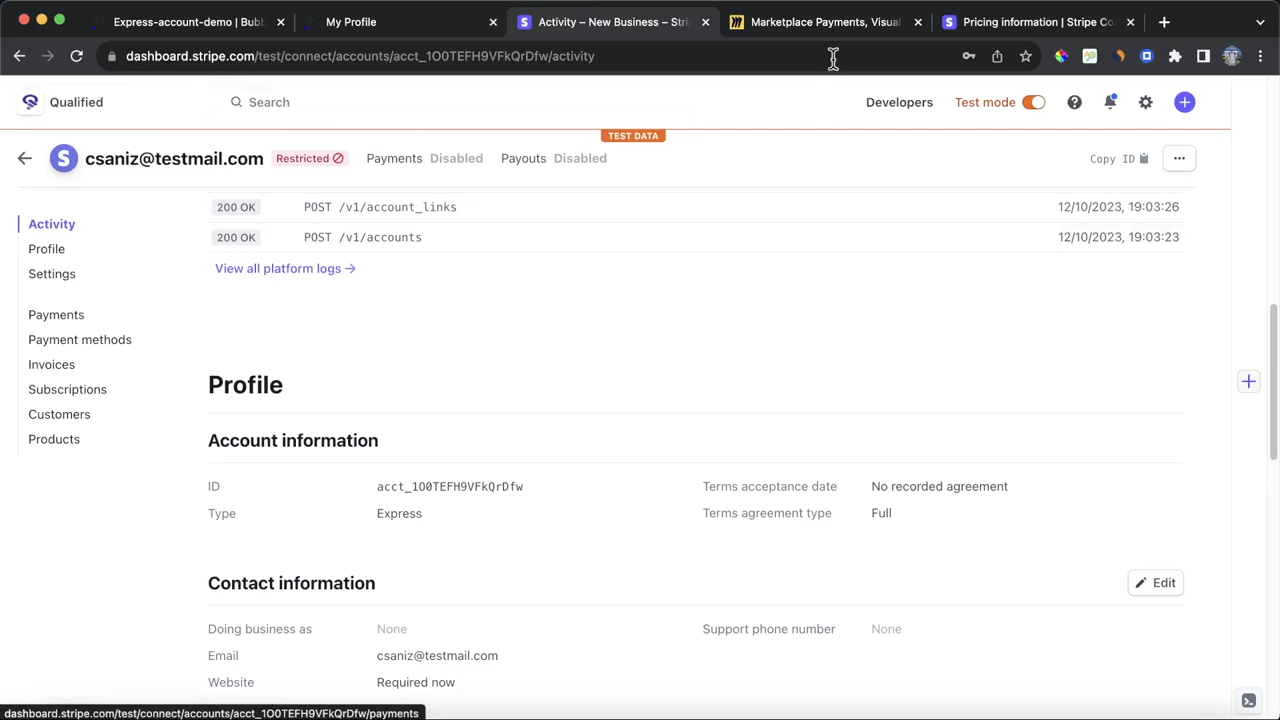 Express-account-demo | Bubb
My Profile
Activity – New Business – Stri
Marketplace Payments, Visual
Pricing information | Stripe Co
dashboard.stripe.com/test/connect/accounts/acct_1O0TEFH9VFkQrDfw/activity
Qualified
Search
Developers
Test mode
TEST DATA
csaniz@testmail.com
Restricted
Payments Disabled
Payouts Disabled
Copy ID
Activity
Profile
Settings
Payments
Payment methods
Invoices
Subscriptions
Customers
Products
200 OK POST /v1/account_links 12/10/2023, 19:03:26
200 OK POST /v1/accounts 12/10/2023, 19:03:23
View all platform logs →
Profile
Account information
ID acct_1O0TEFH9VFkQrDfw
Terms acceptance date No recorded agreement
Type Express
Terms agreement type Full
Contact information
Edit
Doing business as None
Support phone number None
Email csaniz@testmail.com
Website Required now
dashboard.stripe.com/test/connect/accounts/acct_1O0TEFH9VFkQrDfw/payments